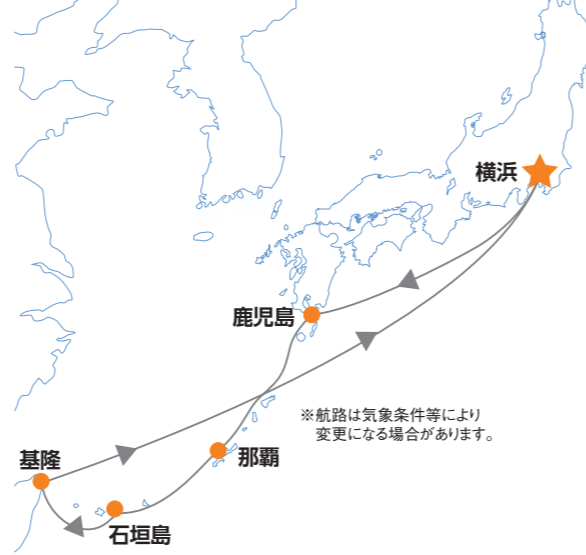 横浜
鹿児島
※航路は気象条件等により
変更になる場合があります。
那覇
基隆
石垣島